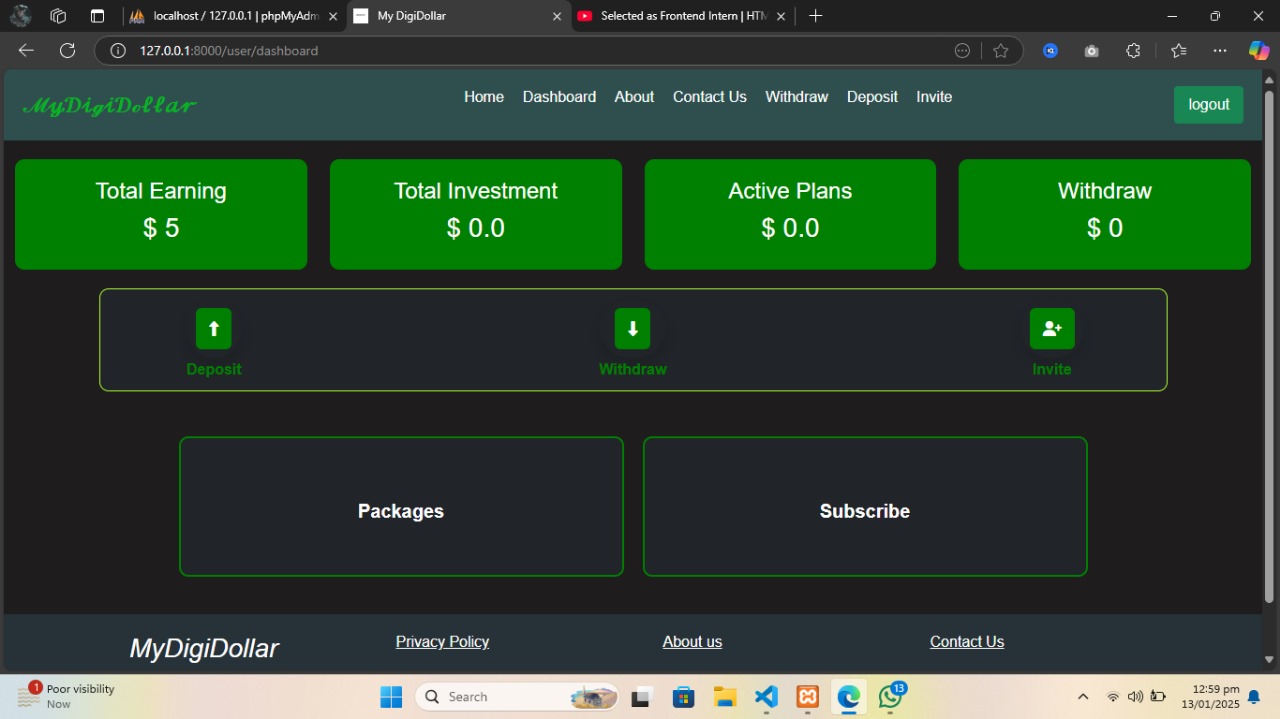 localhost / 127.0.0.1 | phpMyAdm
My DigiDollar
Selected as Frontend Intern | HTM
127.0.0.1:8000/user/dashboard
MyDigiDollar
Home Dashboard About Contact Us Withdraw Deposit Invite
logout
Total Earning
$ 5
Total Investment
$ 0.0
Active Plans
$ 0.0
Withdraw
$ 0
Deposit
Withdraw
Invite
Packages
Subscribe
MyDigiDollar
Privacy Policy
About us
Contact Us
1
Poor visibility
Now
Search
13
12:59 pm
13/01/2025